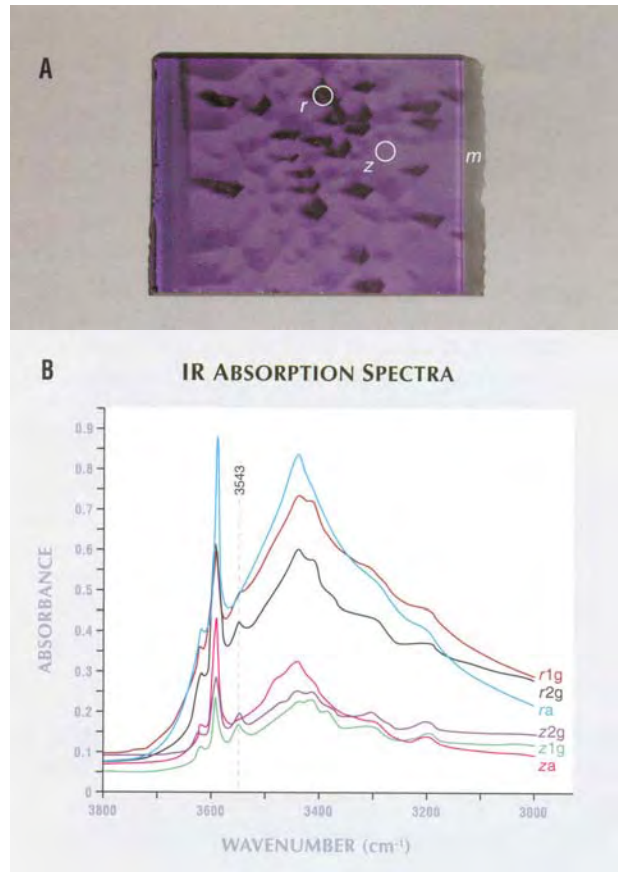 A
r
z
m
B
IR ABSORPTION SPECTRA
0.9
0.8
0.7
0.6
0.5
0.4
0.3
0.2
0.1
0
3543
ABSORBANCE
r1g
r2g
ra
z2g
z1g
za
3800
3600
3400
3200
3000
WAVENUMBER (cm⁻¹)